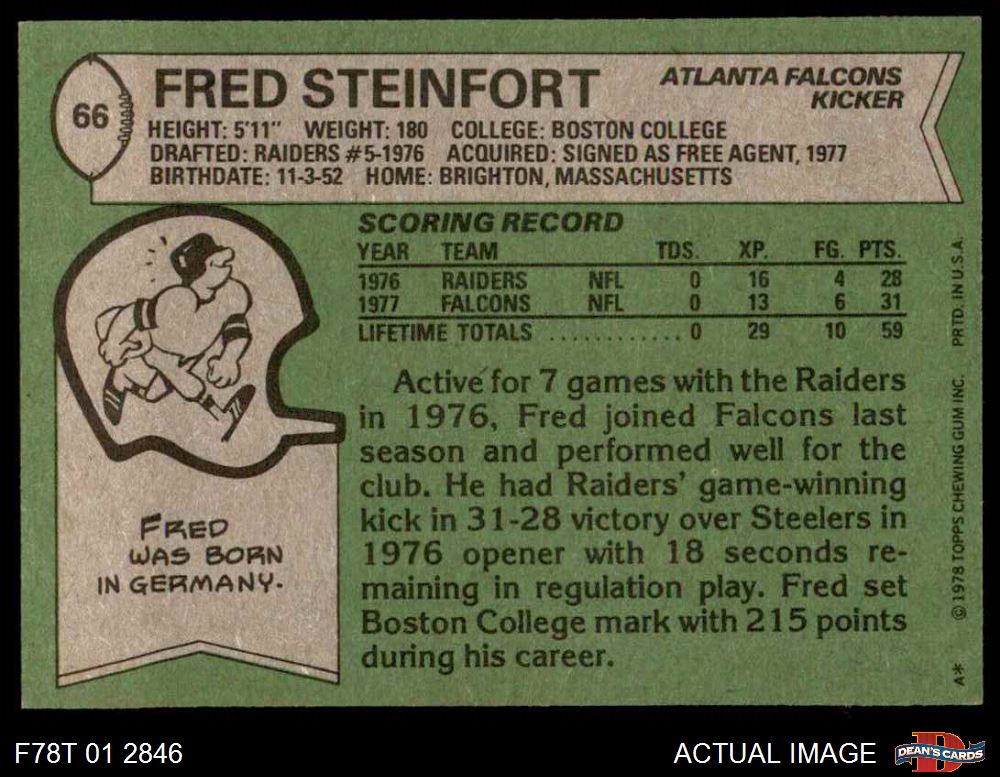 66
FRED STEINFORT
ATLANTA FALCONS
KICKER
HEIGHT: 5'11" WEIGHT: 180 COLLEGE: BOSTON COLLEGE
DRAFTED: RAIDERS #5-1976 ACQUIRED: SIGNED AS FREE AGENT, 1977
BIRTHDATE: 11-3-52 HOME: BRIGHTON, MASSACHUSETTS
SCORING RECORD
YEAR TEAM TDS. XP. FG. PTS.
1976 RAIDERS NFL 0 16 4 28
1977 FALCONS NFL 0 13 6 31
LIFETIME TOTALS ............ 0 29 10 59
Active for 7 games with the Raiders
in 1976, Fred joined Falcons last
season and performed well for the
club. He had Raiders' game-winning
kick in 31-28 victory over Steelers in
1976 opener with 18 seconds re-
maining in regulation play. Fred set
Boston College mark with 215 points
during his career.
FRED
WAS BORN
IN GERMANY.
A* ©1978 TOPPS CHEWING GUM INC. PRTD. IN U.S.A.
F78T 01 2846
ACTUAL IMAGE
D
DEAN'S CARDS